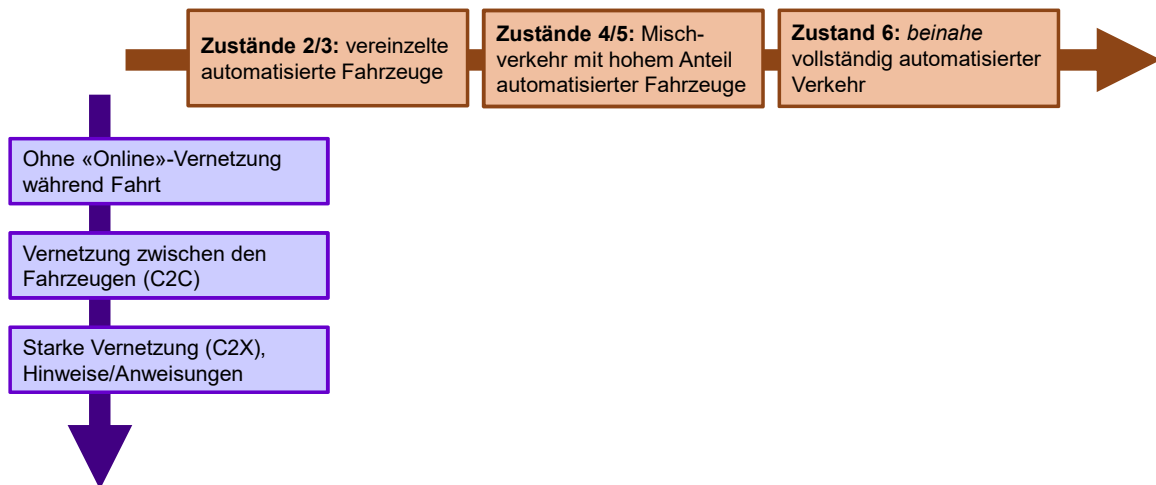 Zustände 2/3: vereinzelte
automatisierte Fahrzeuge
Zustände 4/5: Misch-
verkehr mit hohem Anteil
automatisierter Fahrzeuge
Zustand 6: beinahe
vollständig automatisierter
Verkehr
Ohne «Online»-Vernetzung
während Fahrt
Vernetzung zwischen den
Fahrzeugen (C2C)
Starke Vernetzung (C2X),
Hinweise/Anweisungen